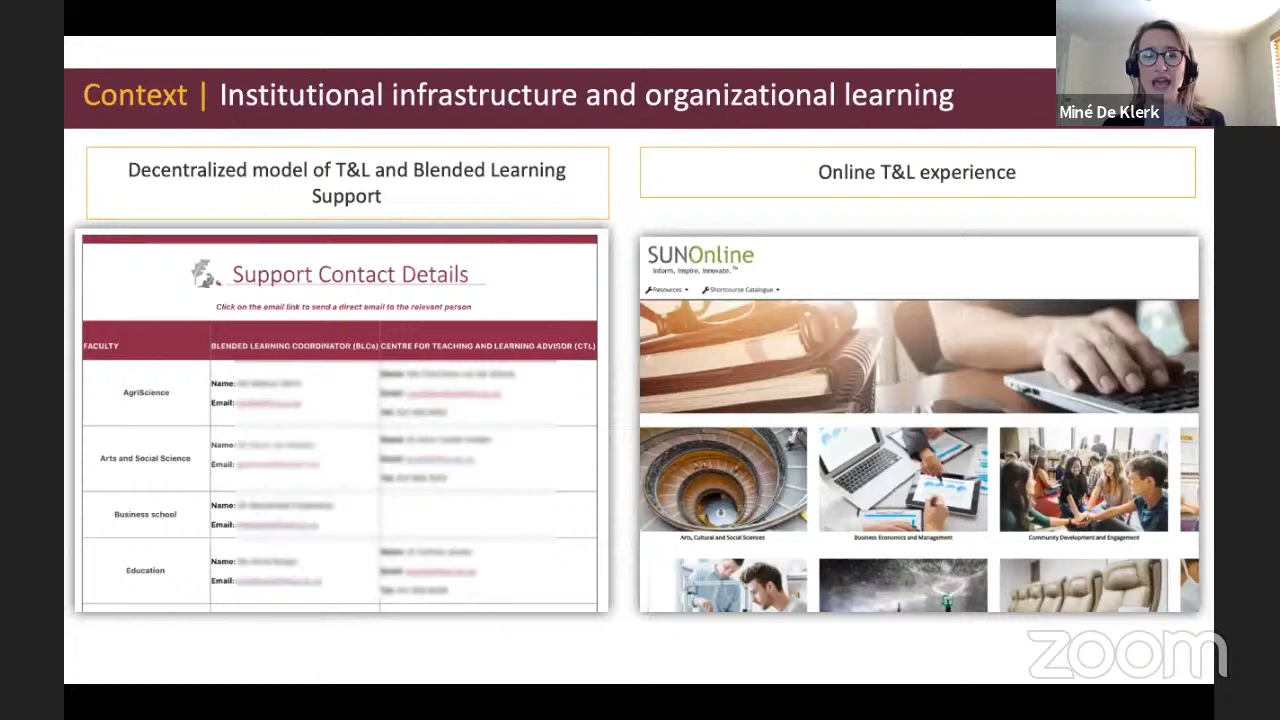 Context | Institutional infrastructure and organizational learning
Miné De Klerk
Decentralized model of T&L and Blended Learning
Support
Online T&L experience
Support Contact Details
Click on the email link to send a direct email to the relevant person
FACULTY
BLENDED LEARNING COORDINATOR (BLCs)
CENTRE FOR TEACHING AND LEARNING ADVISOR (CTL)
AgriScience
Name:
Email:
Arts and Social Science
Name:
Email:
Business school
Name:
Email:
Education
Name:
Email:
SUNOnline
Inform. Inspire. Innovate.™
Resources
Shortcourse Catalogue
Arts, Cultural and Social Sciences
Business Economics and Management
Community Development and Engagement
zoom